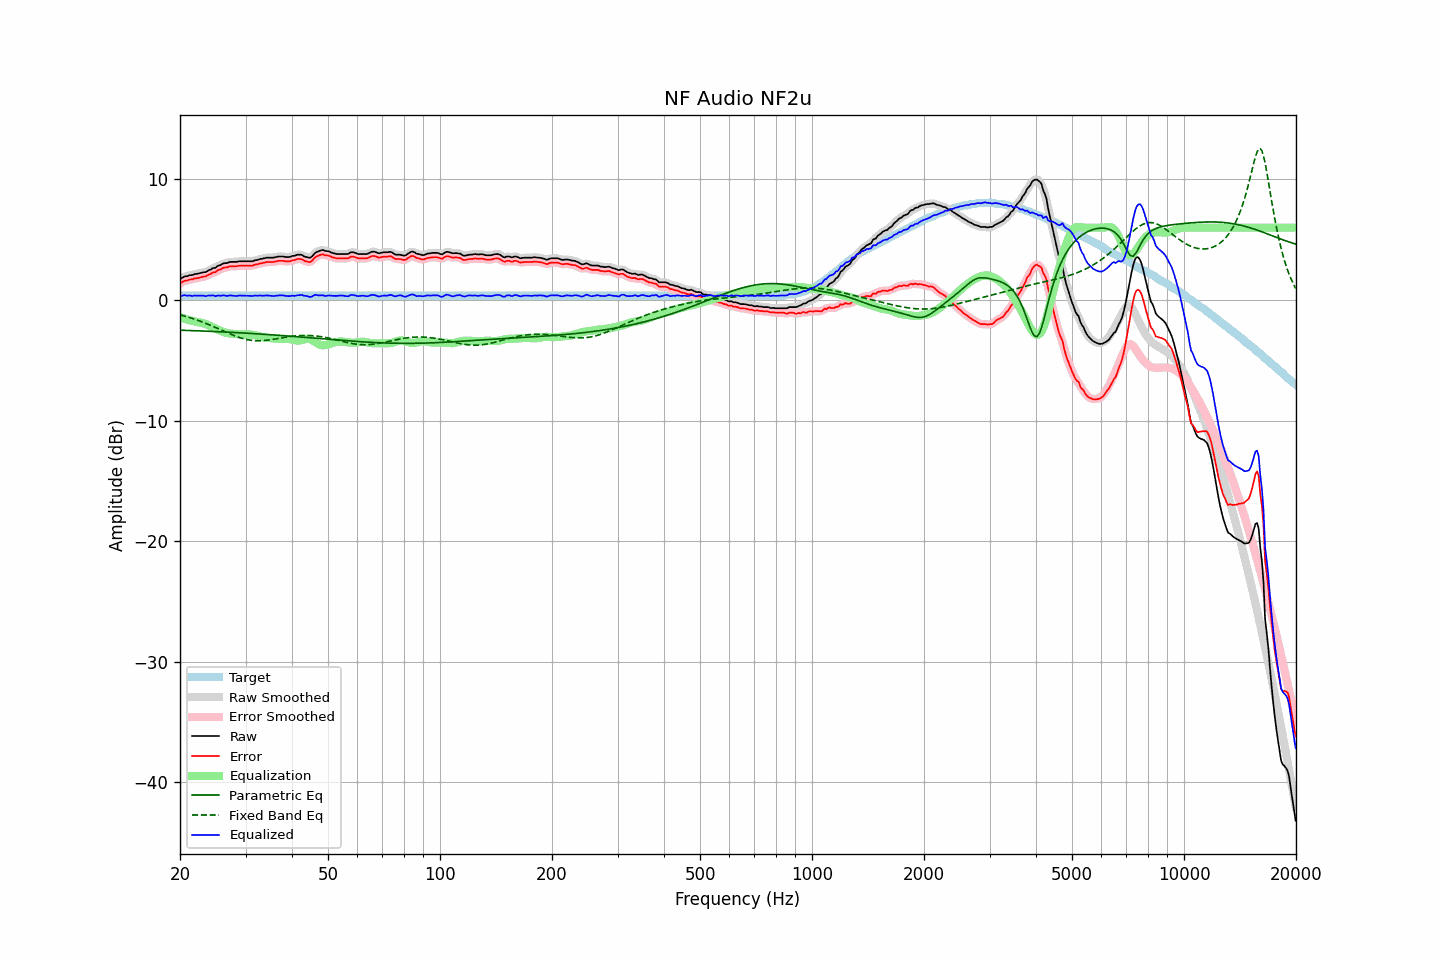 NF Audio NF2u
Amplitude (dBr)
10
0
−10
−20
−30
−40
Target
Raw Smoothed
Error Smoothed
Raw
Error
Equalization
Parametric Eq
Fixed Band Eq
Equalized
20 50 100 200 500 1000 2000 5000 10000 20000
Frequency (Hz)